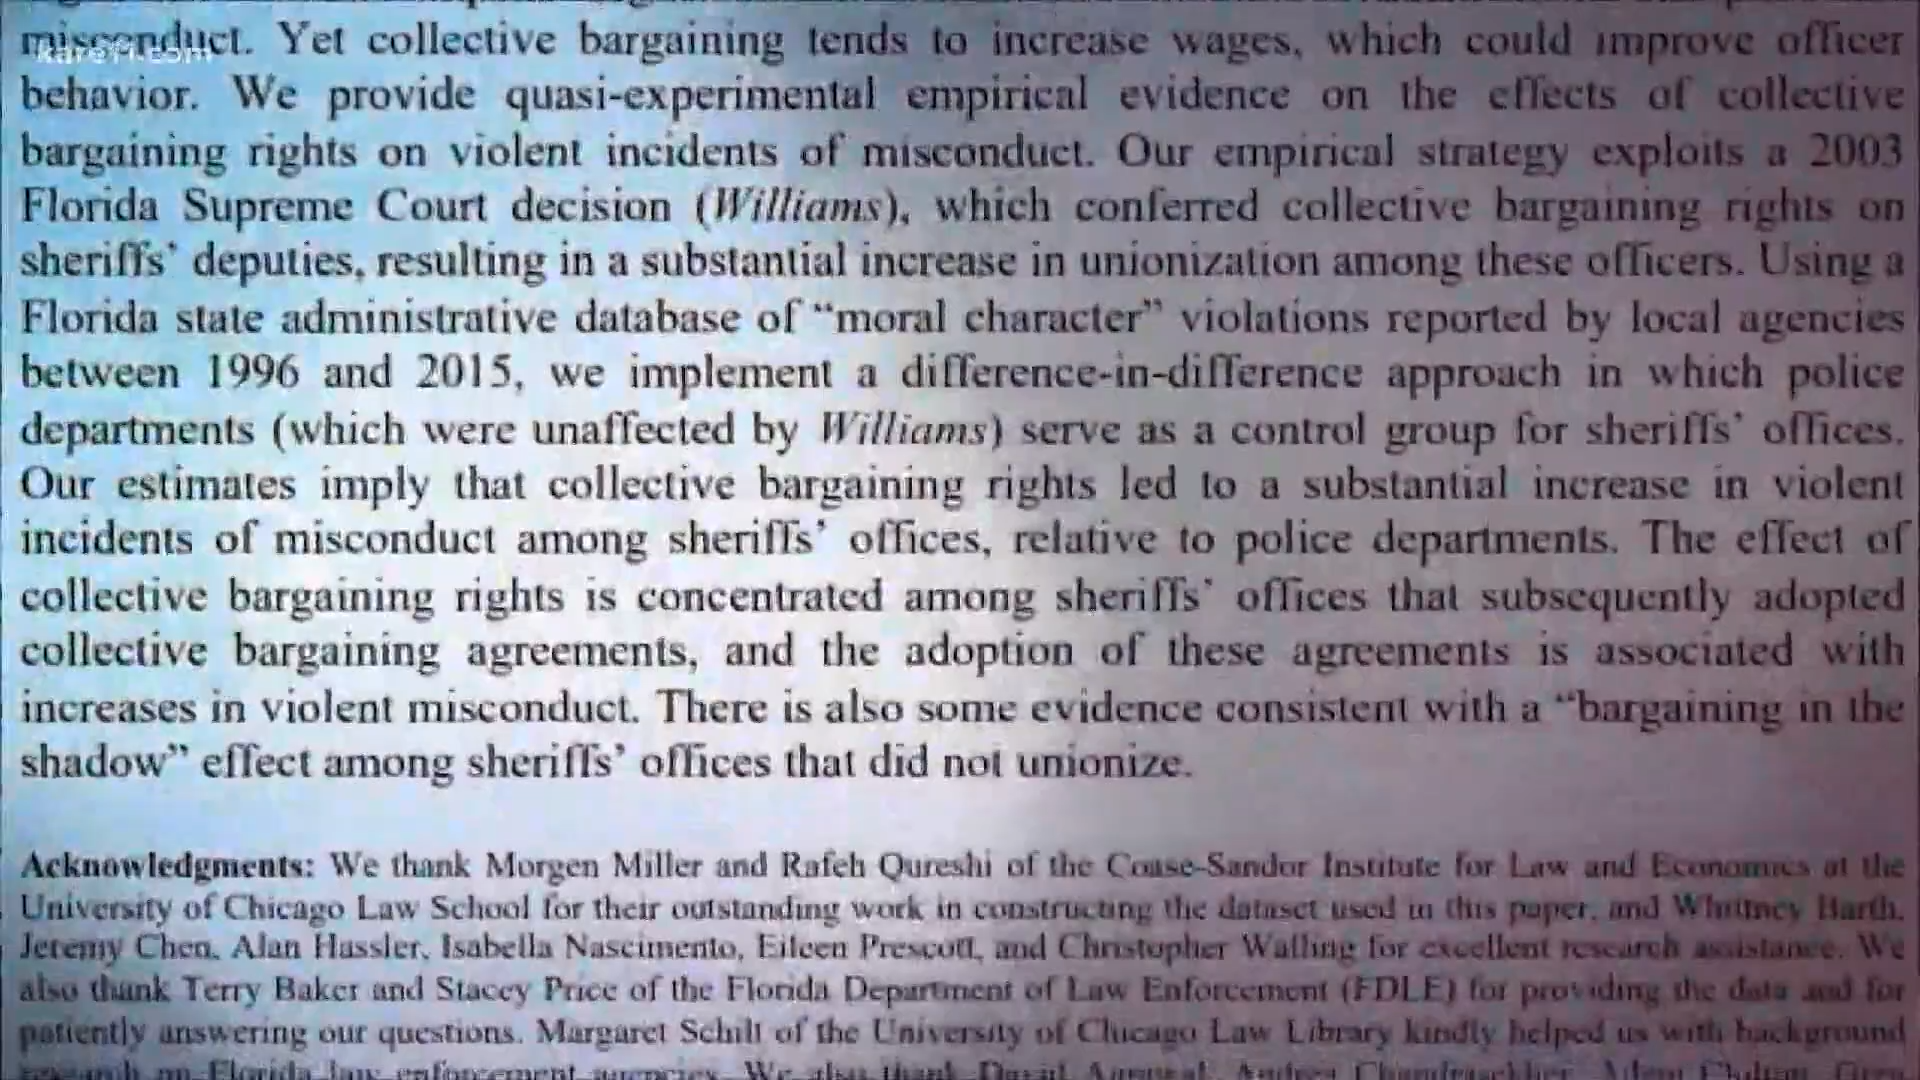 kare11.com
misconduct. Yet collective bargaining tends to increase wages, which could improve officer
behavior. We provide quasi-experimental empirical evidence on the effects of collective
bargaining rights on violent incidents of misconduct. Our empirical strategy exploits a 2003
Florida Supreme Court decision (Williams), which conferred collective bargaining rights on
sheriffs’ deputies, resulting in a substantial increase in unionization among these officers. Using a
Florida state administrative database of “moral character” violations reported by local agencies
between 1996 and 2015, we implement a difference-in-difference approach in which police
departments (which were unaffected by Williams) serve as a control group for sheriffs’ offices.
Our estimates imply that collective bargaining rights led to a substantial increase in violent
incidents of misconduct among sheriffs’ offices, relative to police departments. The effect of
collective bargaining rights is concentrated among sheriffs’ offices that subsequently adopted
collective bargaining agreements, and the adoption of these agreements is associated with
increases in violent misconduct. There is also some evidence consistent with a “bargaining in the
shadow” effect among sheriffs’ offices that did not unionize.
Acknowledgments: We thank Morgen Miller and Rafeh Qureshi of the Coase-Sandor Institute for Law and Economics at the
University of Chicago Law School for their outstanding work in constructing the dataset used in this paper, and Whitney Barth,
Jeremy Chen, Alan Hassler, Isabella Nascimento, Eileen Prescott, and Christopher Walling for excellent research assistance. We
also thank Terry Baker and Stacey Price of the Florida Department of Law Enforcement (FDLE) for providing the data and for
patiently answering our questions. Margaret Schilt of the University of Chicago Law Library kindly helped us with background
research on Florida law enforcement agencies. We also thank David